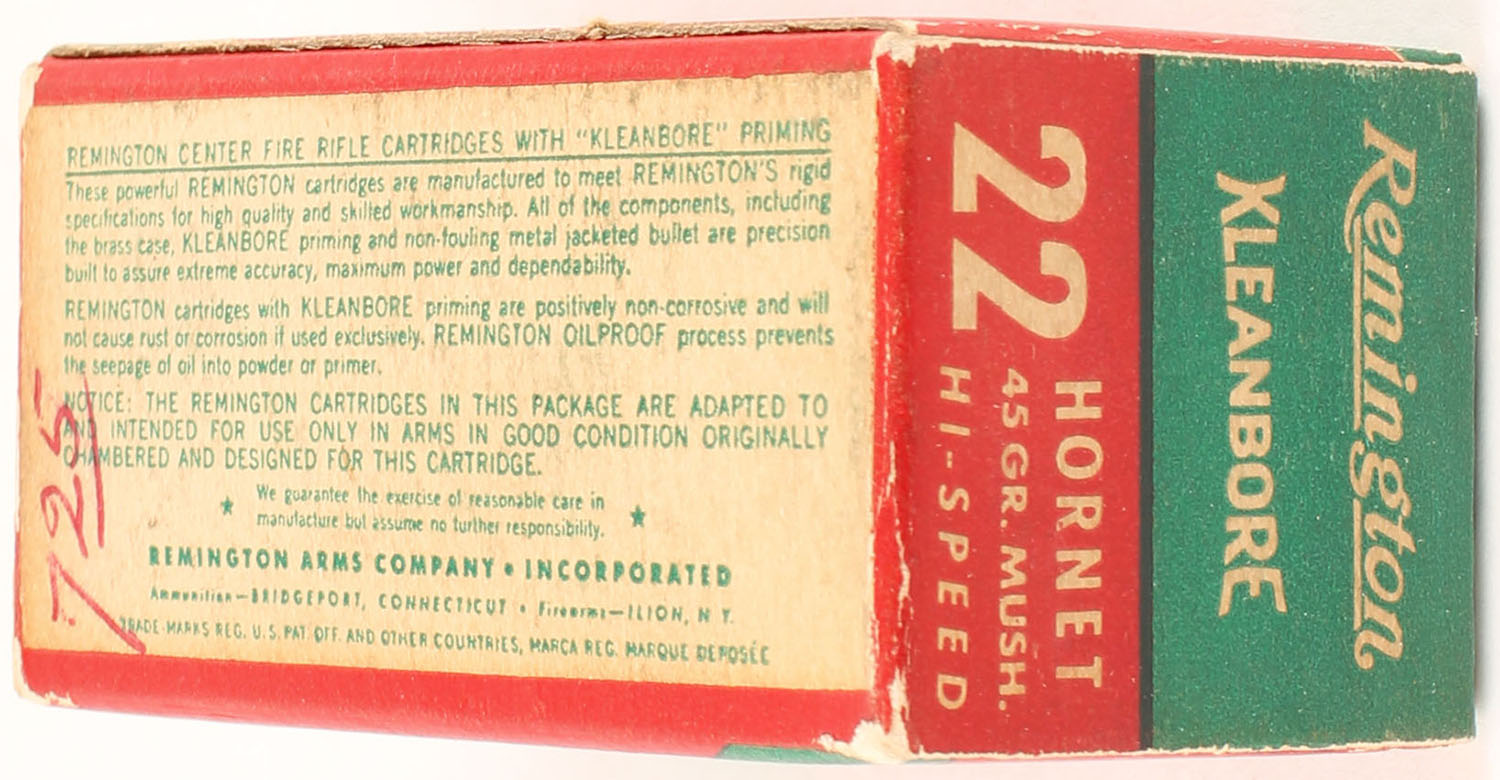 REMINGTON CENTER FIRE RIFLE CARTRIDGES WITH "KLEANBORE" PRIMING
These powerful REMINGTON cartridges are manufactured to meet REMINGTON'S rigid
specifications for high quality and skilled workmanship. All of the components, including
the brass case, KLEANBORE priming and non-fouling metal jacketed bullet are precision
built to assure extreme accuracy, maximum power and dependability.
REMINGTON cartridges with KLEANBORE priming are positively non-corrosive and will
not cause rust or corrosion if used exclusively. REMINGTON OILPROOF process prevents
the seepage of oil into powder or primer.
NOTICE: THE REMINGTON CARTRIDGES IN THIS PACKAGE ARE ADAPTED TO
AND INTENDED FOR USE ONLY IN ARMS IN GOOD CONDITION ORIGINALLY
CHAMBERED AND DESIGNED FOR THIS CARTRIDGE.
We guarantee the exercise of reasonable care in
manufacture but assume no further responsibility.
REMINGTON ARMS COMPANY • INCORPORATED
Ammunition—BRIDGEPORT, CONNECTICUT • Firearms—ILION, N. Y.
TRADE-MARKS REG. U.S. PAT. OFF. AND OTHER COUNTRIES, MARCA REG. MARQUE DEPOSÉE
725
Remington
KLEANBORE
22 HORNET
45 GR. MUSH.
HI-SPEED